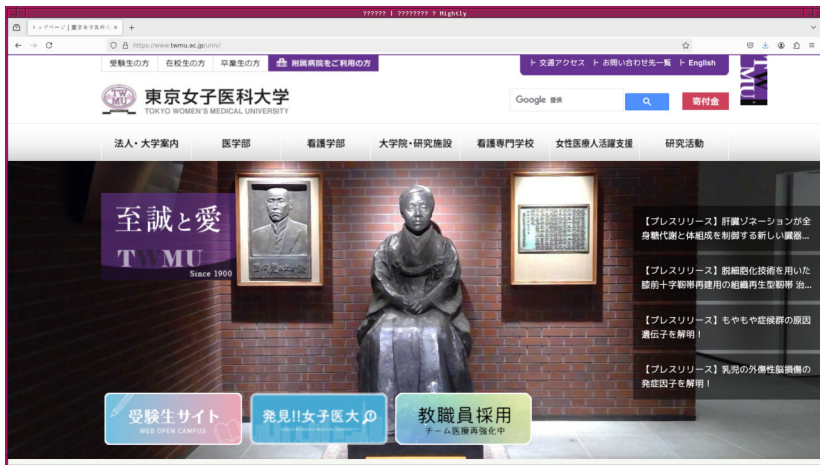 ?????? | ???????? ? Nightly
トップページ | 東京女子医科大
https://www.twmu.ac.jp/univ/
受験生の方 在校生の方 卒業生の方 附属病院をご利用の方
交通アクセス お問い合わせ先一覧 English
TWMU
東京女子医科大学
TOKYO WOMEN'S MEDICAL UNIVERSITY
Google 提供
寄付金
法人・大学案内 医学部 看護学部 大学院・研究施設 看護専門学校 女性医療人活躍支援 研究活動
至誠と愛
TWMU
Since 1900
【プレスリリース】肝臓ゾネーションが全
身糖代謝と体組成を制御する新しい臓器...
【プレスリリース】脱細胞化技術を用いた
膝前十字靭帯再建用の組織再生型靭帯 治...
【プレスリリース】もやもや症候群の原因
遺伝子を解明！
【プレスリリース】乳児の外傷性脳損傷の
発症因子を解明！
受験生サイト
WEB OPEN CAMPUS
発見!!女子医大
TOKYO WOMEN'S MEDICAL UNIVERSITY
教職員採用
チーム医療再強化中